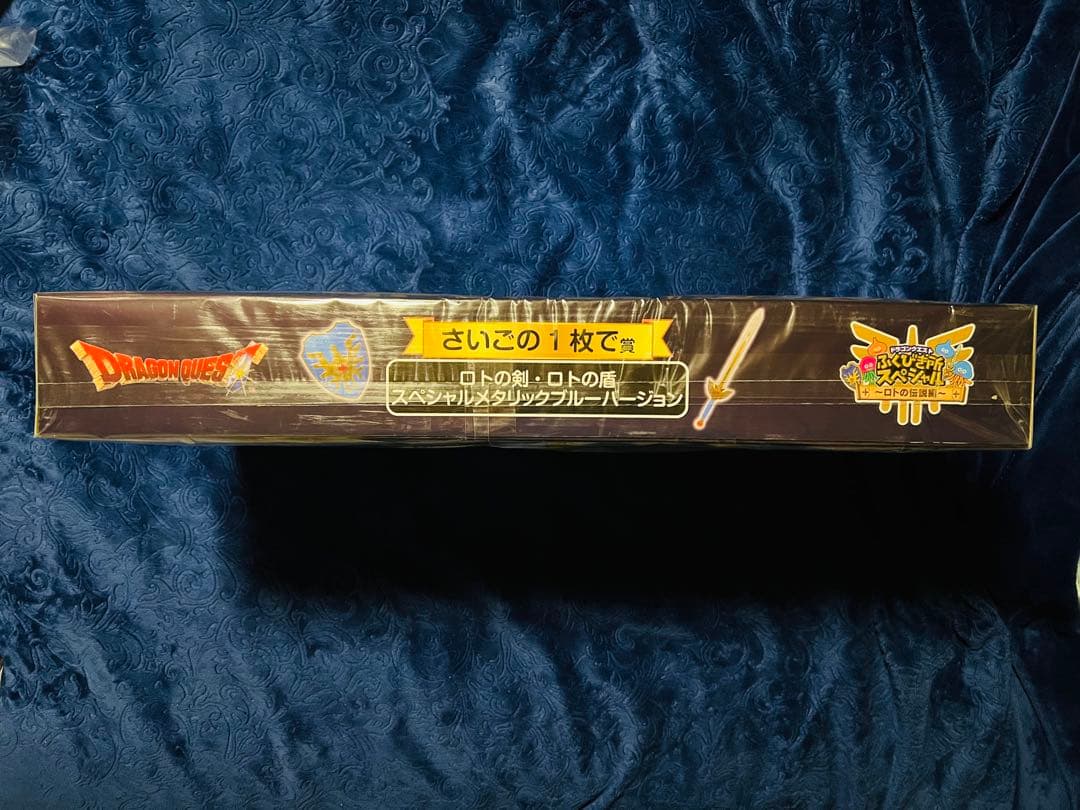 DRAGON QUEST
さいごの1枚で賞
ロトの剣・ロトの盾
スペシャルメタリックブルーバージョン
ドラゴンクエスト
ふくびき所
スペシャル
～ロトの伝説編～